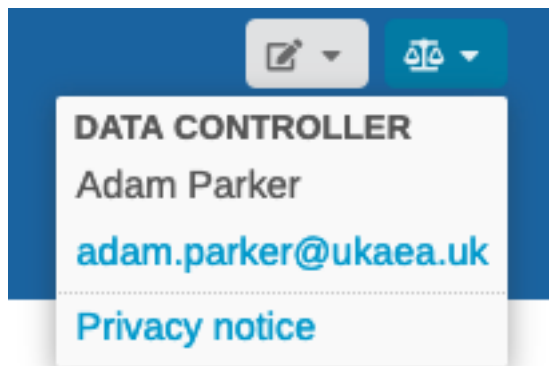 DATA CONTROLLER
Adam Parker
adam.parker@ukaea.uk
Privacy notice